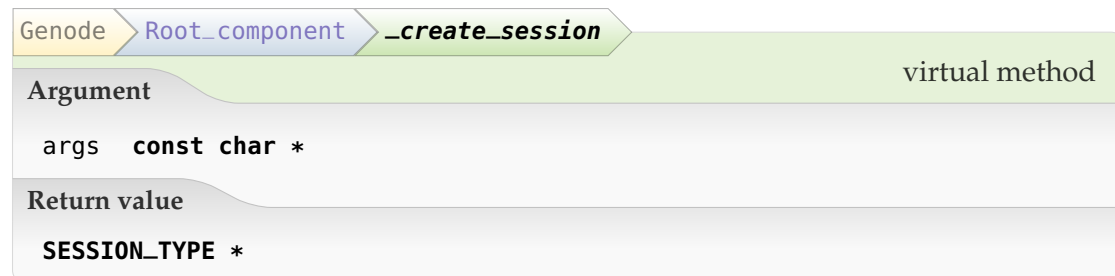 Genode Root_component _create_session
virtual method
Argument
args const char *
Return value
SESSION_TYPE *